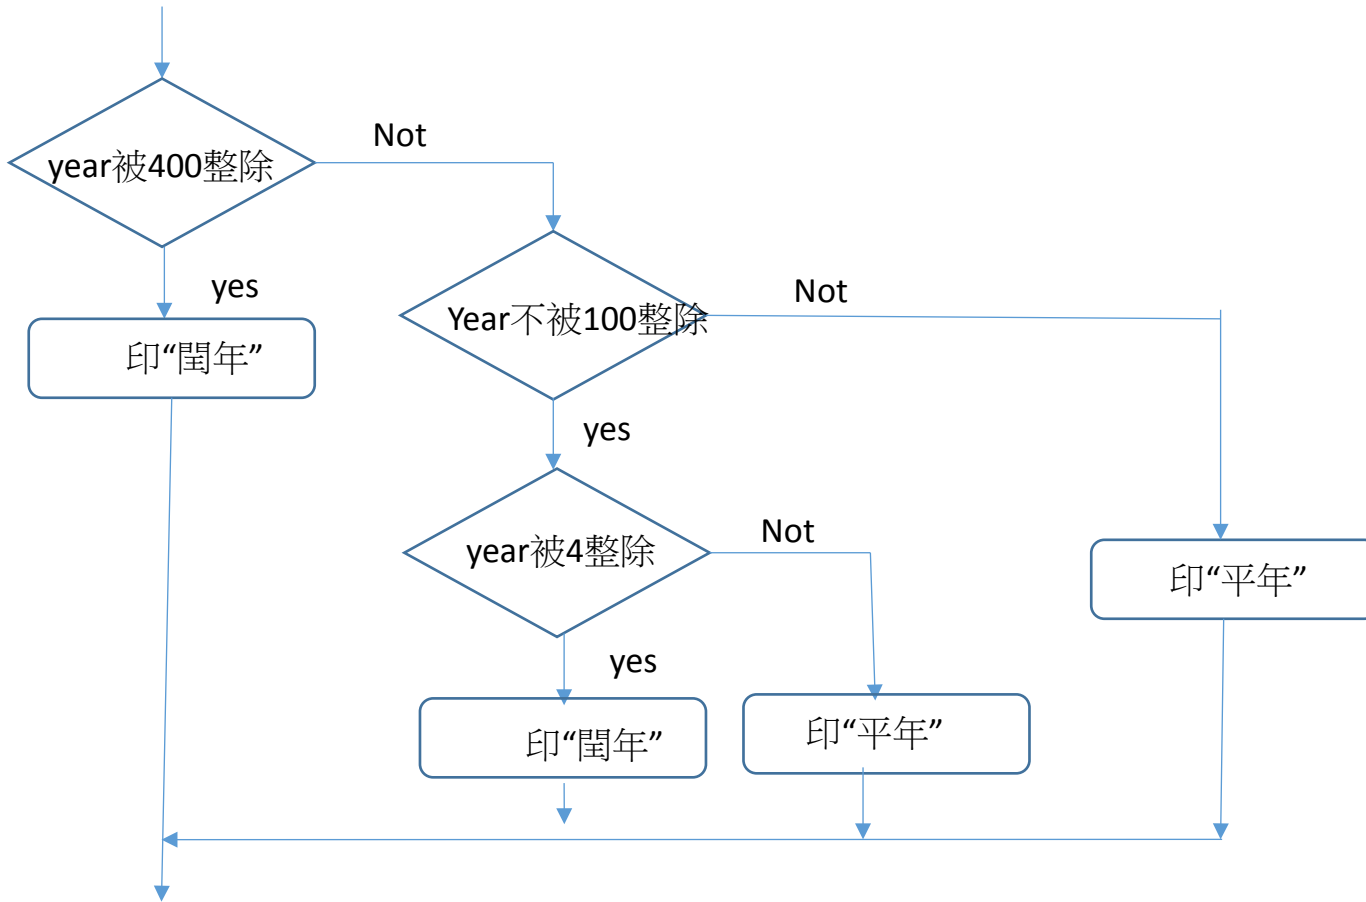 Not
year被400整除
yes
Year不被100整除
Not
印“閏年”
yes
year被4整除
Not
印“平年”
yes
印“閏年”
印“平年”